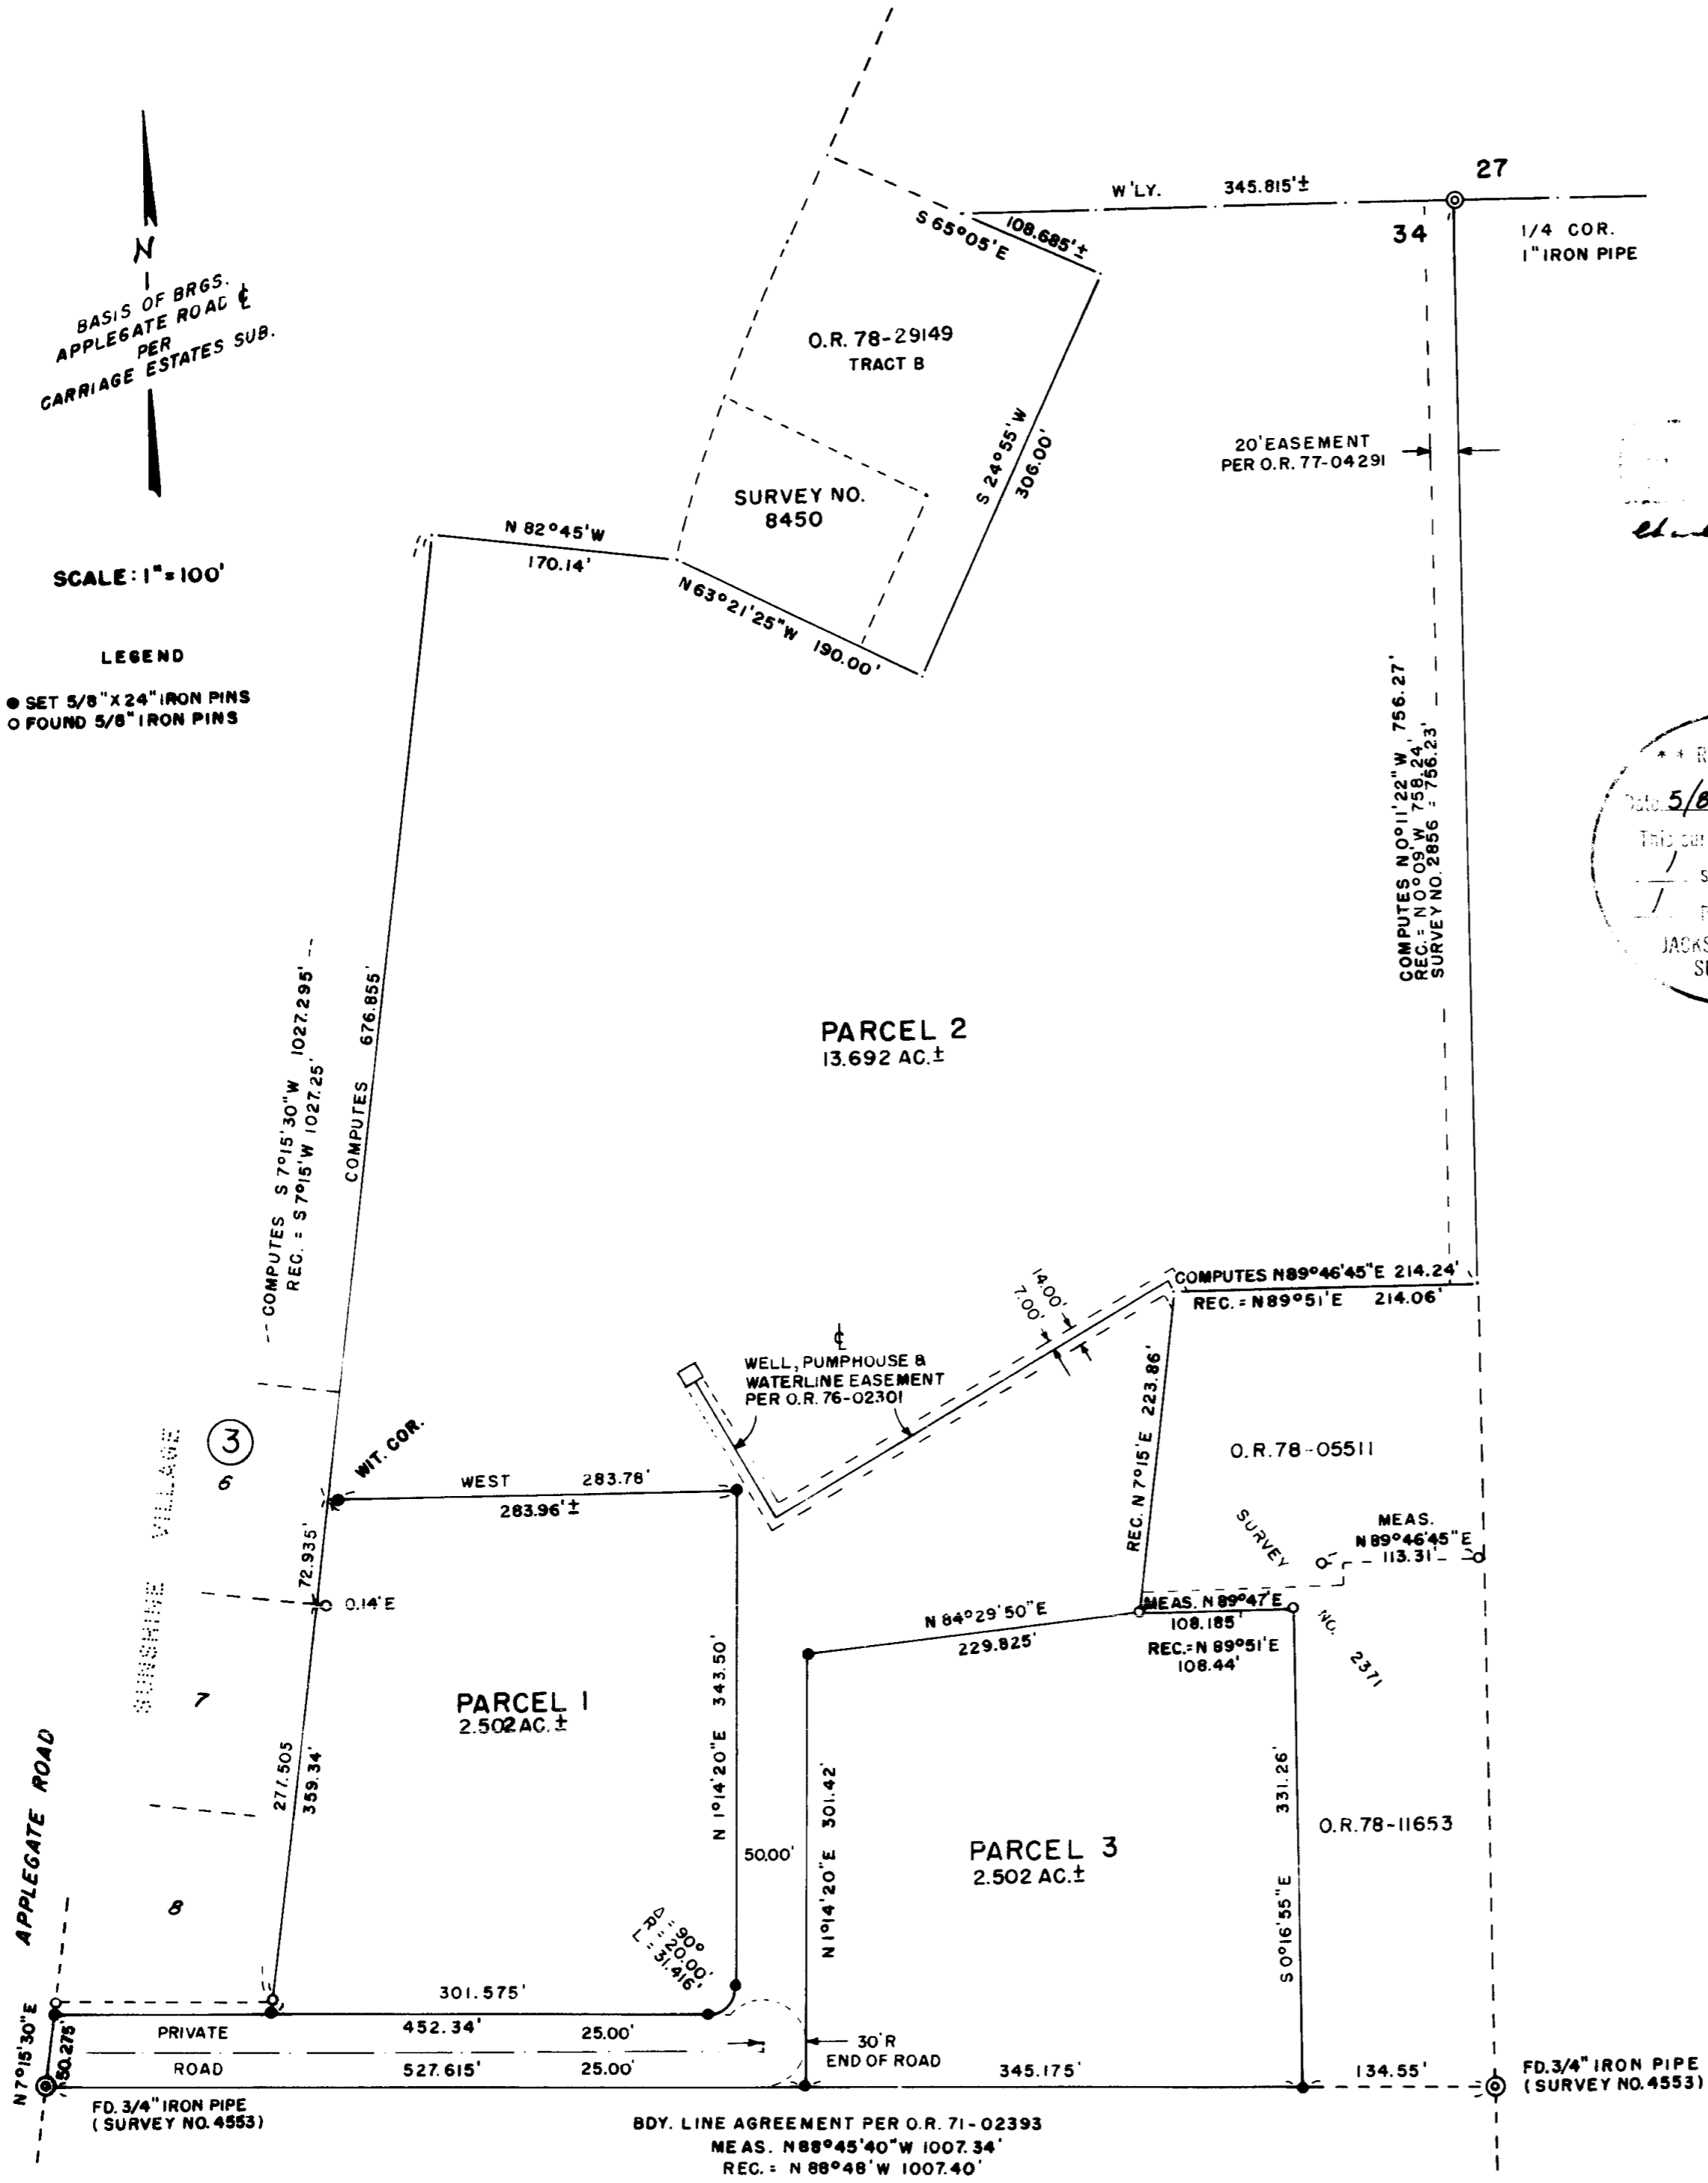 27
W'LY. 345.815'±
34
1/4 COR.
1" IRON PIPE
S 65°05' E
108.685'±
N
BASIS OF BRGS.
APPLEGATE ROAD ℄
PER
CARRIAGE ESTATES SUB.
O.R. 78-29149
TRACT B
S 24°55' W
306.00'
20' EASEMENT
PER O.R. 77-04291
SURVEY NO.
8450
N 82°45' W
170.14'
N 63°21'25" W 190.00'
SCALE: 1" = 100'
LEGEND
● SET 5/8" X 24" IRON PINS
○ FOUND 5/8" IRON PINS
COMPUTES N 0°11'22" W 756.27'
REC. = N 0°09' W 758.24'
SURVEY NO. 2856 = 756.23'
Date 5/8
JACKS
COMPUTES S 7°15'30" W 1027.295'
REC. = S 7°15' W 1027.25'
COMPUTES 676.855'
PARCEL 2
13.692 AC.±
COMPUTES N89°46'45"E 214.24'
REC. = N89°51'E 214.06'
14.00'
7.00'
℄
WELL, PUMPHOUSE &
WATERLINE EASEMENT
PER O.R. 76-02301
REC. N 7°15' E 223.86'
O.R. 78-05511
SUNSHINE VILLAGE
3
6
WIT. COR.
WEST 283.78'
283.96'±
72.935'
0.14' E
SURVEY NO. 2371
MEAS.
N 89°46'45" E
113.31'
N 84°29'50" E
229.825'
MEAS. N 89°47' E
108.185'
REC. = N 89°51' E
108.44'
7
PARCEL 1
2.502 AC.±
N 1°14'20" E 343.50'
277.505
359.34'
N 1°14'20" E 301.42'
50.00'
PARCEL 3
2.502 AC.±
331.26'
S 0°16'55" E
O.R. 78-11653
8
APPLEGATE ROAD
Δ = 90°
R = 20.00'
L = 31.416'
301.575'
PRIVATE 452.34' 25.00'
30' R
END OF ROAD
ROAD 527.615' 25.00'
345.175'
134.55'
N 7°15'30" E
50.275'
FD. 3/4" IRON PIPE
(SURVEY NO. 4553)
FD. 3/4" IRON PIPE
(SURVEY NO. 4553)
BDY. LINE AGREEMENT PER O.R. 71-02393
MEAS. N 88°45'40" W 1007.34'
REC. = N 88°48' W 1007.40'